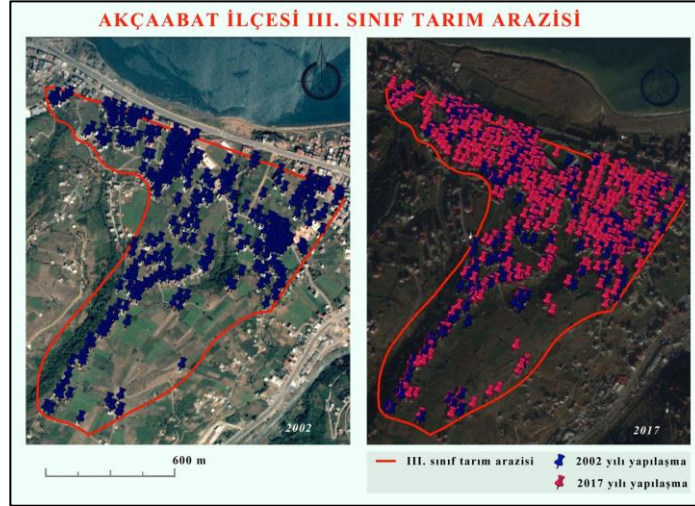 AKÇAABAT İLÇESİ III. SINIF TARIM ARAZİSİ
2002
2017
600 m
III. sınıf tarım arazisi
2002 yılı yapılaşma
2017 yılı yapılaşma